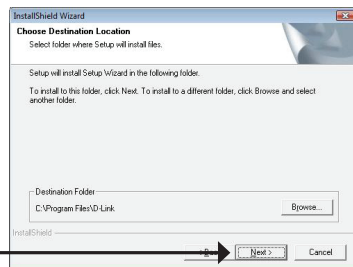 InstallShield Wizard
Choose Destination Location
Select folder where Setup will install files.
Setup will install Setup Wizard in the following folder.
To install to this folder, click Next. To install to a different folder, click Browse and select
another folder.
Destination Folder
C:\Program Files\D-Link
Browse...
InstallShield
Next >
Cancel